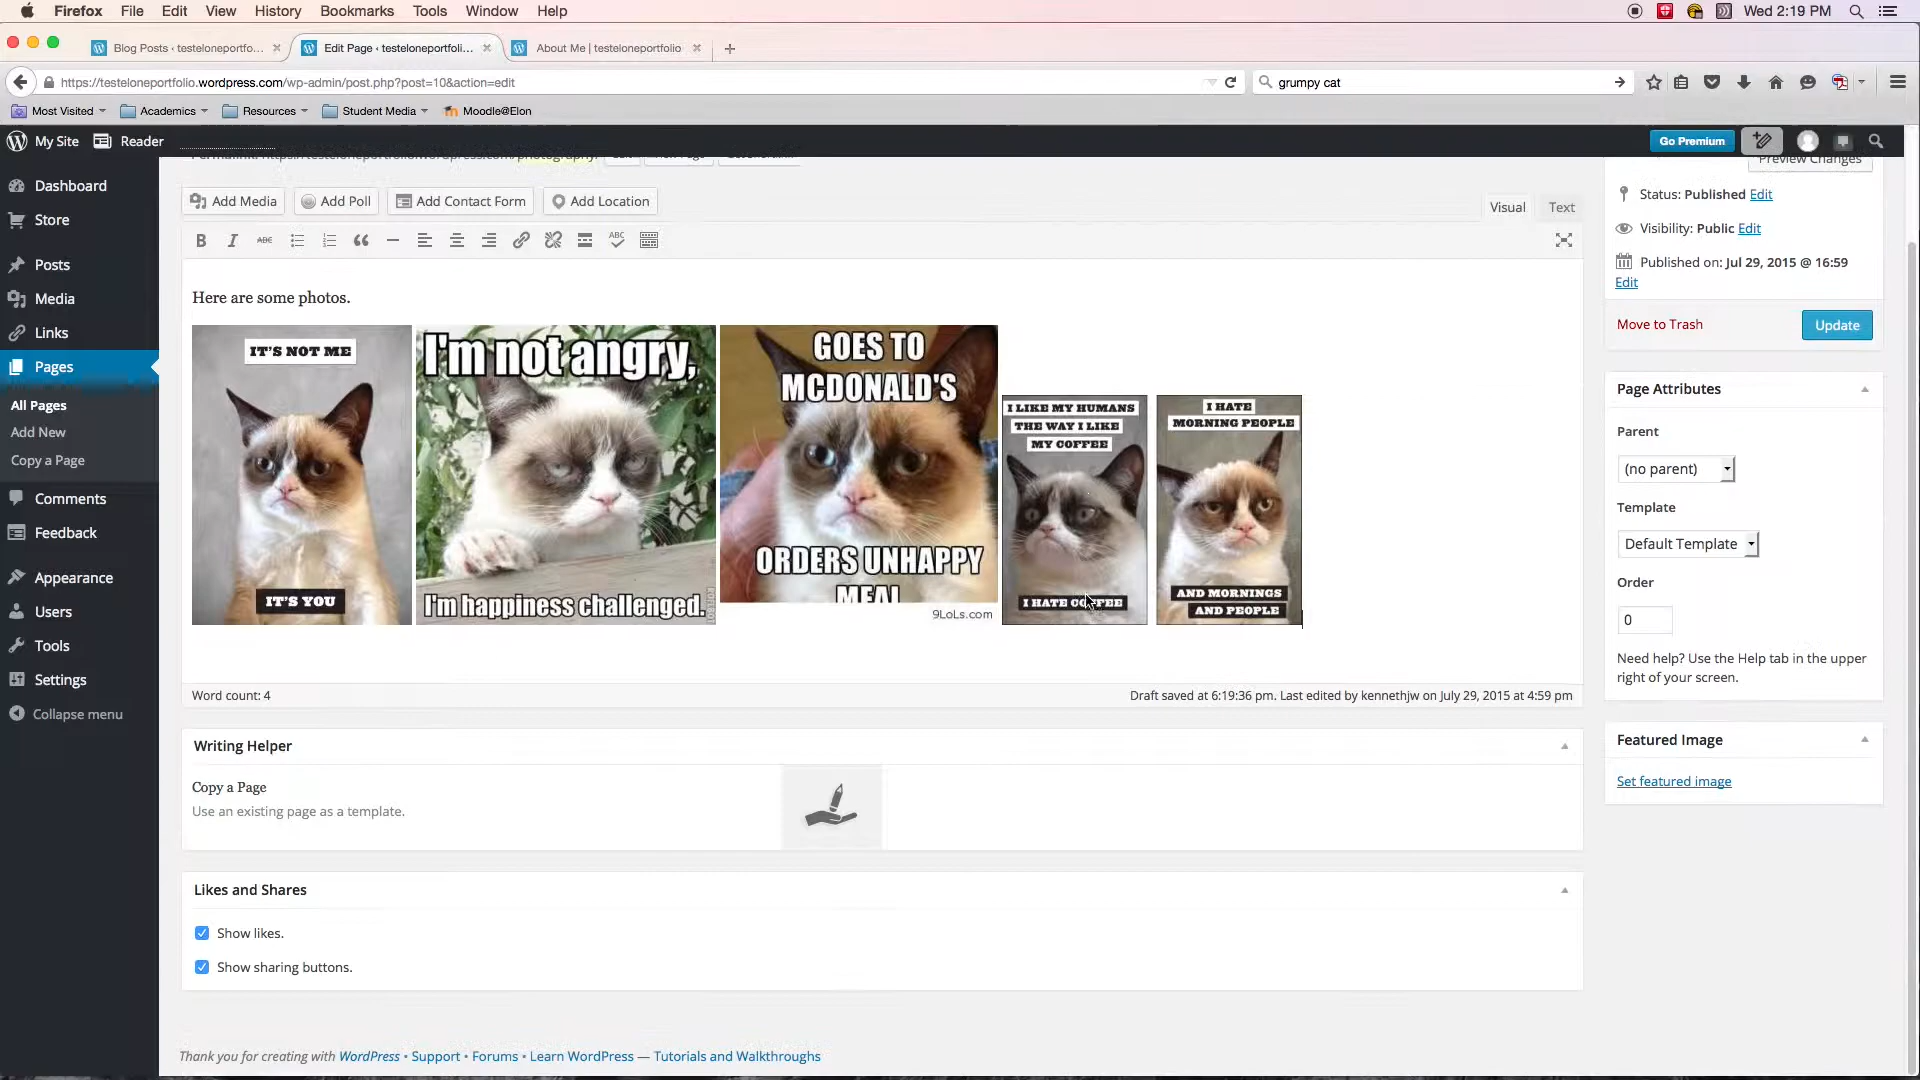 Firefox File Edit View History Bookmarks Tools Window Help Wed 2:19 PM
Blog Posts ‹ testeloneportfo... Edit Page ‹ testeloneportfoli... About Me | testeloneportfolio
https://testeloneportfolio.wordpress.com/wp-admin/post.php?post=10&action=edit grumpy cat
Most Visited Academics Resources Student Media Moodle@Elon
My Site Reader Go Premium
Preview Changes
Dashboard
Store
Posts
Media
Links
Pages
All Pages
Add New
Copy a Page
Comments
Feedback
Appearance
Users
Tools
Settings
Collapse menu
Add Media Add Poll Add Contact Form Add Location Visual Text
B I ABC ABC
Here are some photos.
IT'S NOT ME
IT'S YOU
I'm not angry,
I'm happiness challenged.
GOES TO
MCDONALD'S
ORDERS UNHAPPY
MEAL
9LoLs.com
I LIKE MY HUMANS
THE WAY I LIKE
MY COFFEE
I HATE COFFEE
I HATE
MORNING PEOPLE
AND MORNINGS
AND PEOPLE
Word count: 4 Draft saved at 6:19:36 pm. Last edited by kennethjw on July 29, 2015 at 4:59 pm
Writing Helper
Copy a Page
Use an existing page as a template.
Likes and Shares
Show likes.
Show sharing buttons.
Thank you for creating with WordPress • Support • Forums • Learn WordPress — Tutorials and Walkthroughs
Status: Published Edit
Visibility: Public Edit
Published on: Jul 29, 2015 @ 16:59
Edit
Move to Trash Update
Page Attributes
Parent
(no parent)
Template
Default Template
Order
0
Need help? Use the Help tab in the upper
right of your screen.
Featured Image
Set featured image